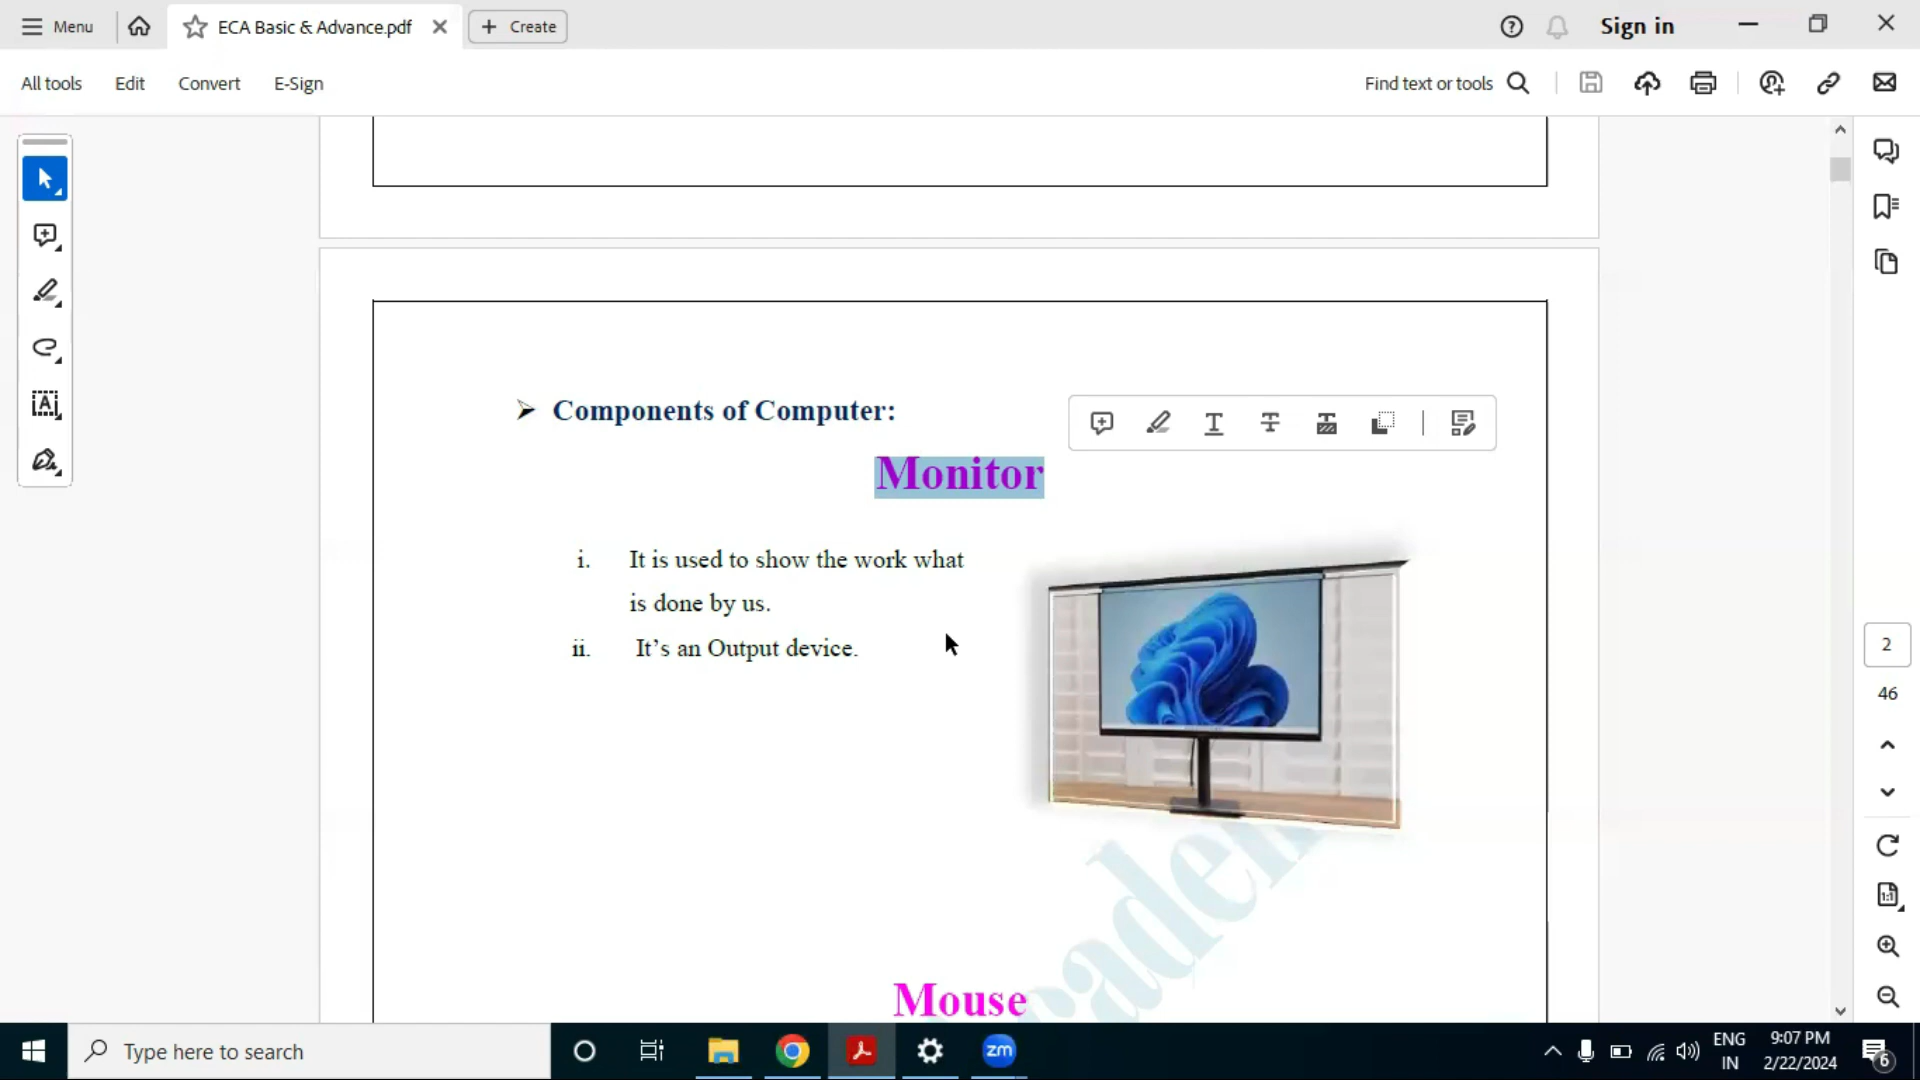 Menu
ECA Basic & Advance.pdf
Create
Sign in
All tools
Edit
Convert
E-Sign
Find text or tools
➢ Components of Computer:
Monitor
i. It is used to show the work what
is done by us.
ii. It's an Output device.
Mouse
2
46
Type here to search
zm
ENG
IN
9:07 PM
2/22/2024
6